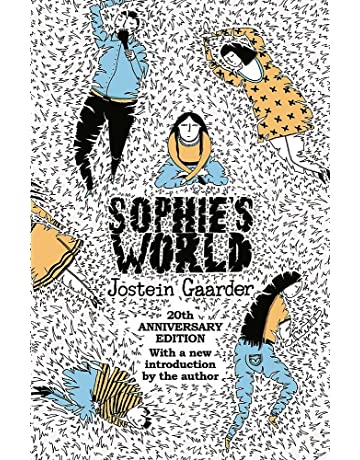 SOPHIE'S
WORLD
Jostein Gaarder
20th
ANNIVERSARY
EDITION
With a new
introduction
by the author